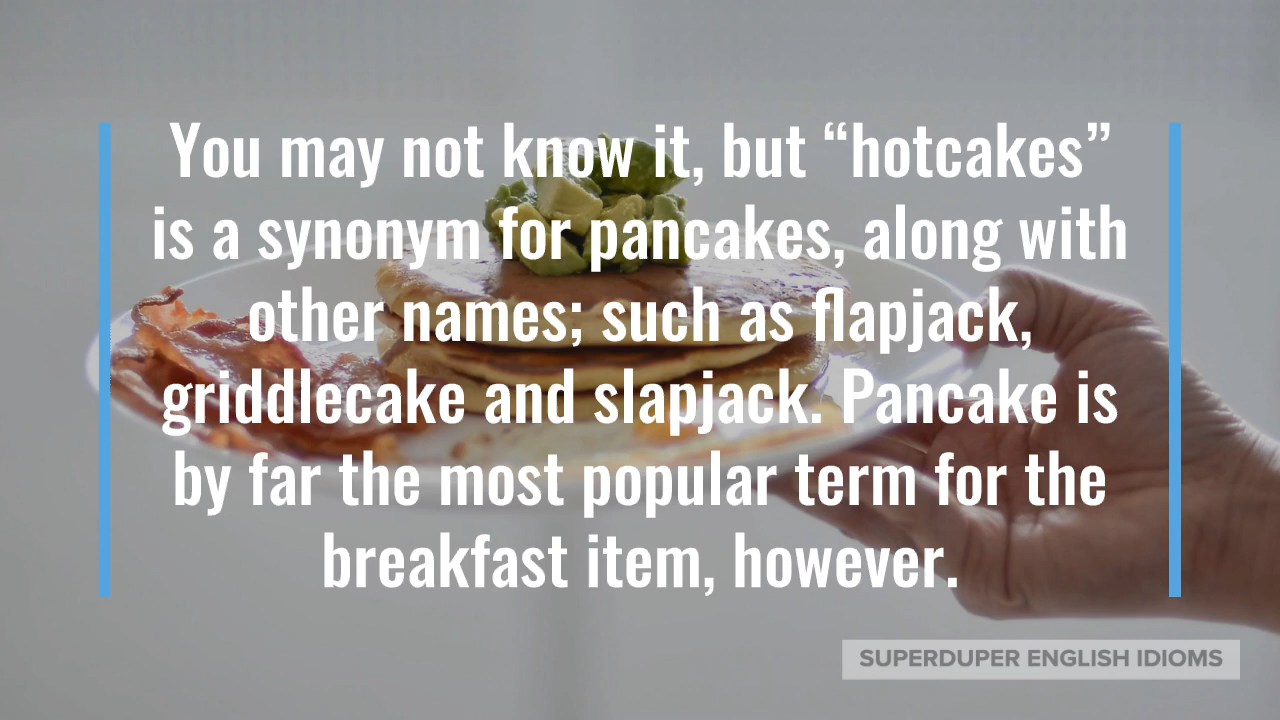 You may not know it, but “hotcakes”
is a synonym for pancakes, along with
other names; such as flapjack,
griddlecake and slapjack. Pancake is
by far the most popular term for the
breakfast item, however.
SUPERDUPER ENGLISH IDIOMS